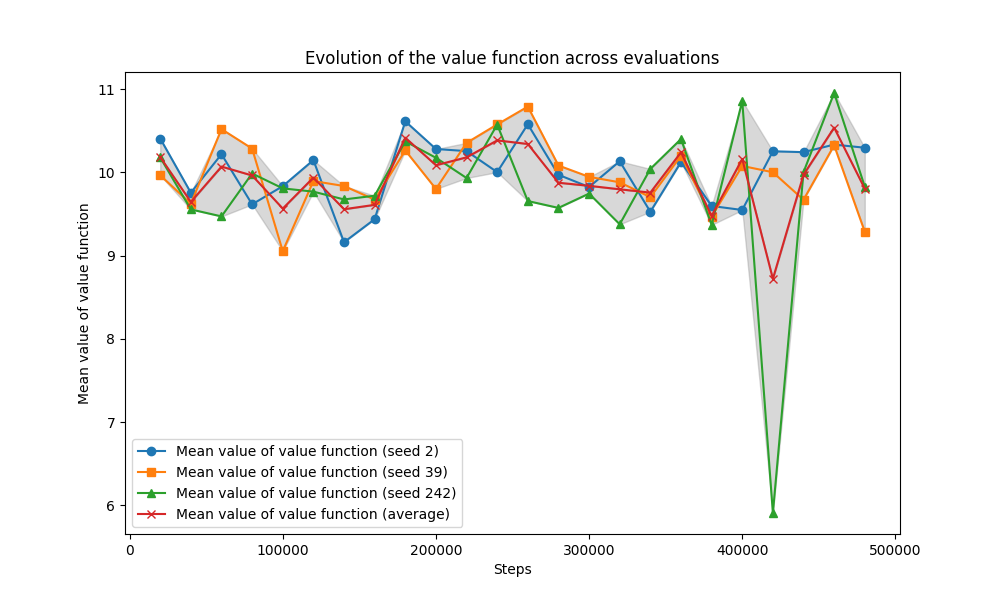 Evolution of the value function across evaluations
Mean value of value function
11
10
9
8
7
6
Mean value of value function (seed 2)
Mean value of value function (seed 39)
Mean value of value function (seed 242)
Mean value of value function (average)
0
100000
200000
300000
400000
500000
Steps